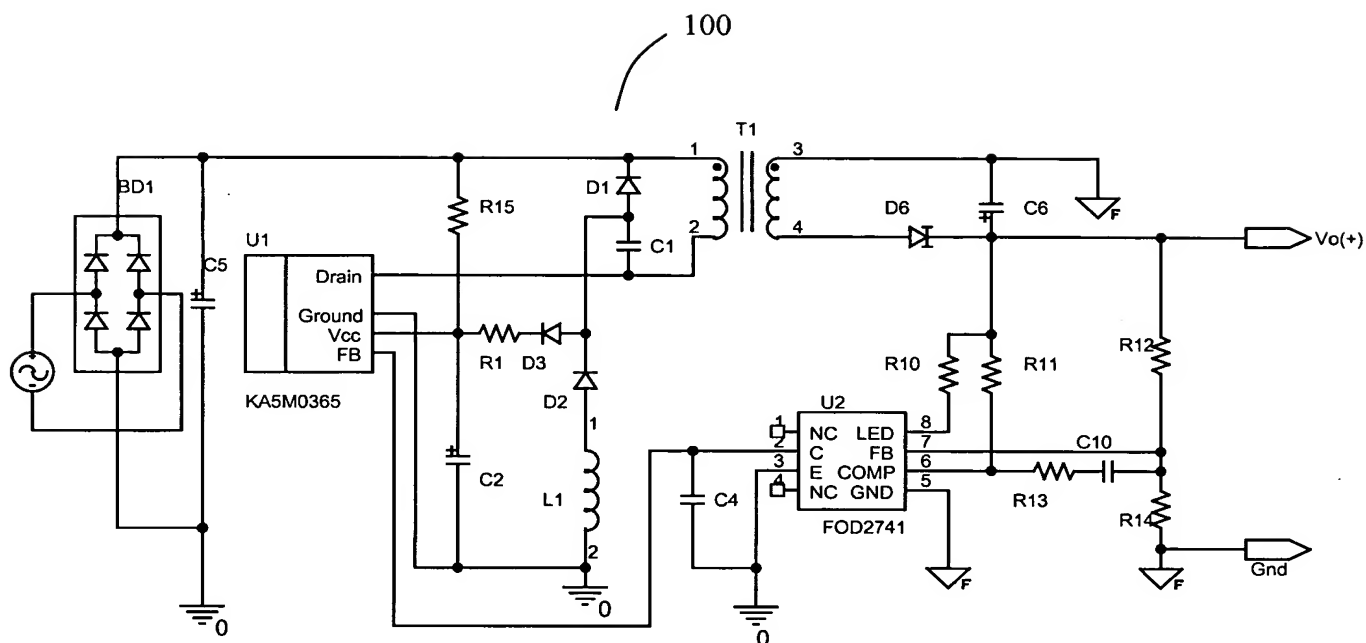 100
T1
1
3
BD1
D1
R15
C6
F
2
4
D6
C1
Vo(+)
U1
C5
+
+
Drain
Ground
Vcc
FB
R1
D3
R10
R11
R12
KA5M0365
D2
U2
1
1
NC
LED
8
2
C
FB
7
C10
3
E
COMP
6
4
NC
GND
5
+
C2
L1
C4
R13
R14
FOD2741
2
F
F
Gnd
0
0
0